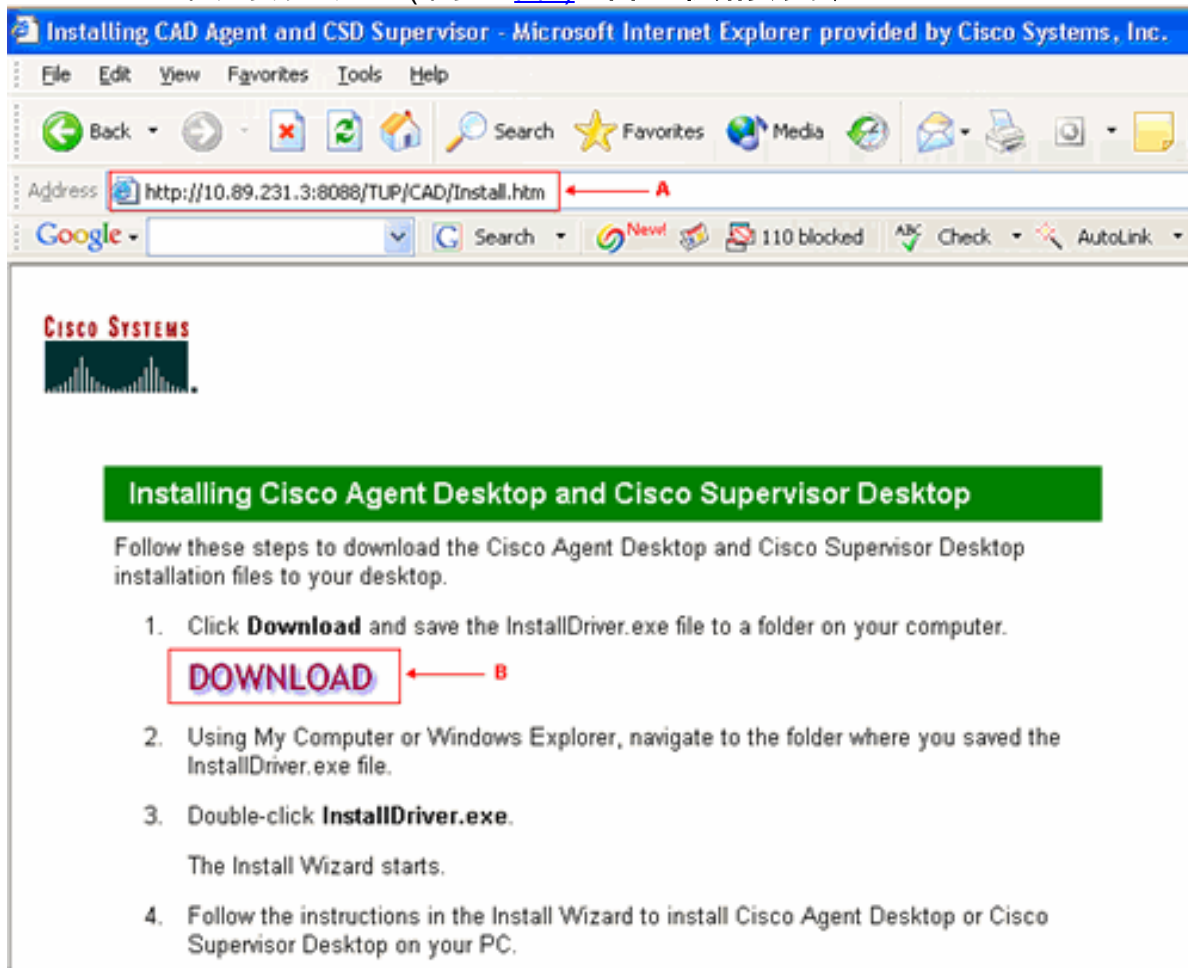 Installing CAD Agent and CSD Supervisor - Microsoft Internet Explorer provided by Cisco Systems, Inc.
File Edit View Favorites Tools Help
Back Search Favorites Media
Address http://10.89.231.3:8088/TUP/CAD/Install.htm A
Google Search New! 110 blocked ABC Check AutoLink
CISCO SYSTEMS
Installing Cisco Agent Desktop and Cisco Supervisor Desktop
Follow these steps to download the Cisco Agent Desktop and Cisco Supervisor Desktop
installation files to your desktop.
1. Click Download and save the InstallDriver.exe file to a folder on your computer.
DOWNLOAD B
2. Using My Computer or Windows Explorer, navigate to the folder where you saved the
InstallDriver.exe file.
3. Double-click InstallDriver.exe.
The Install Wizard starts.
4. Follow the instructions in the Install Wizard to install Cisco Agent Desktop or Cisco
Supervisor Desktop on your PC.